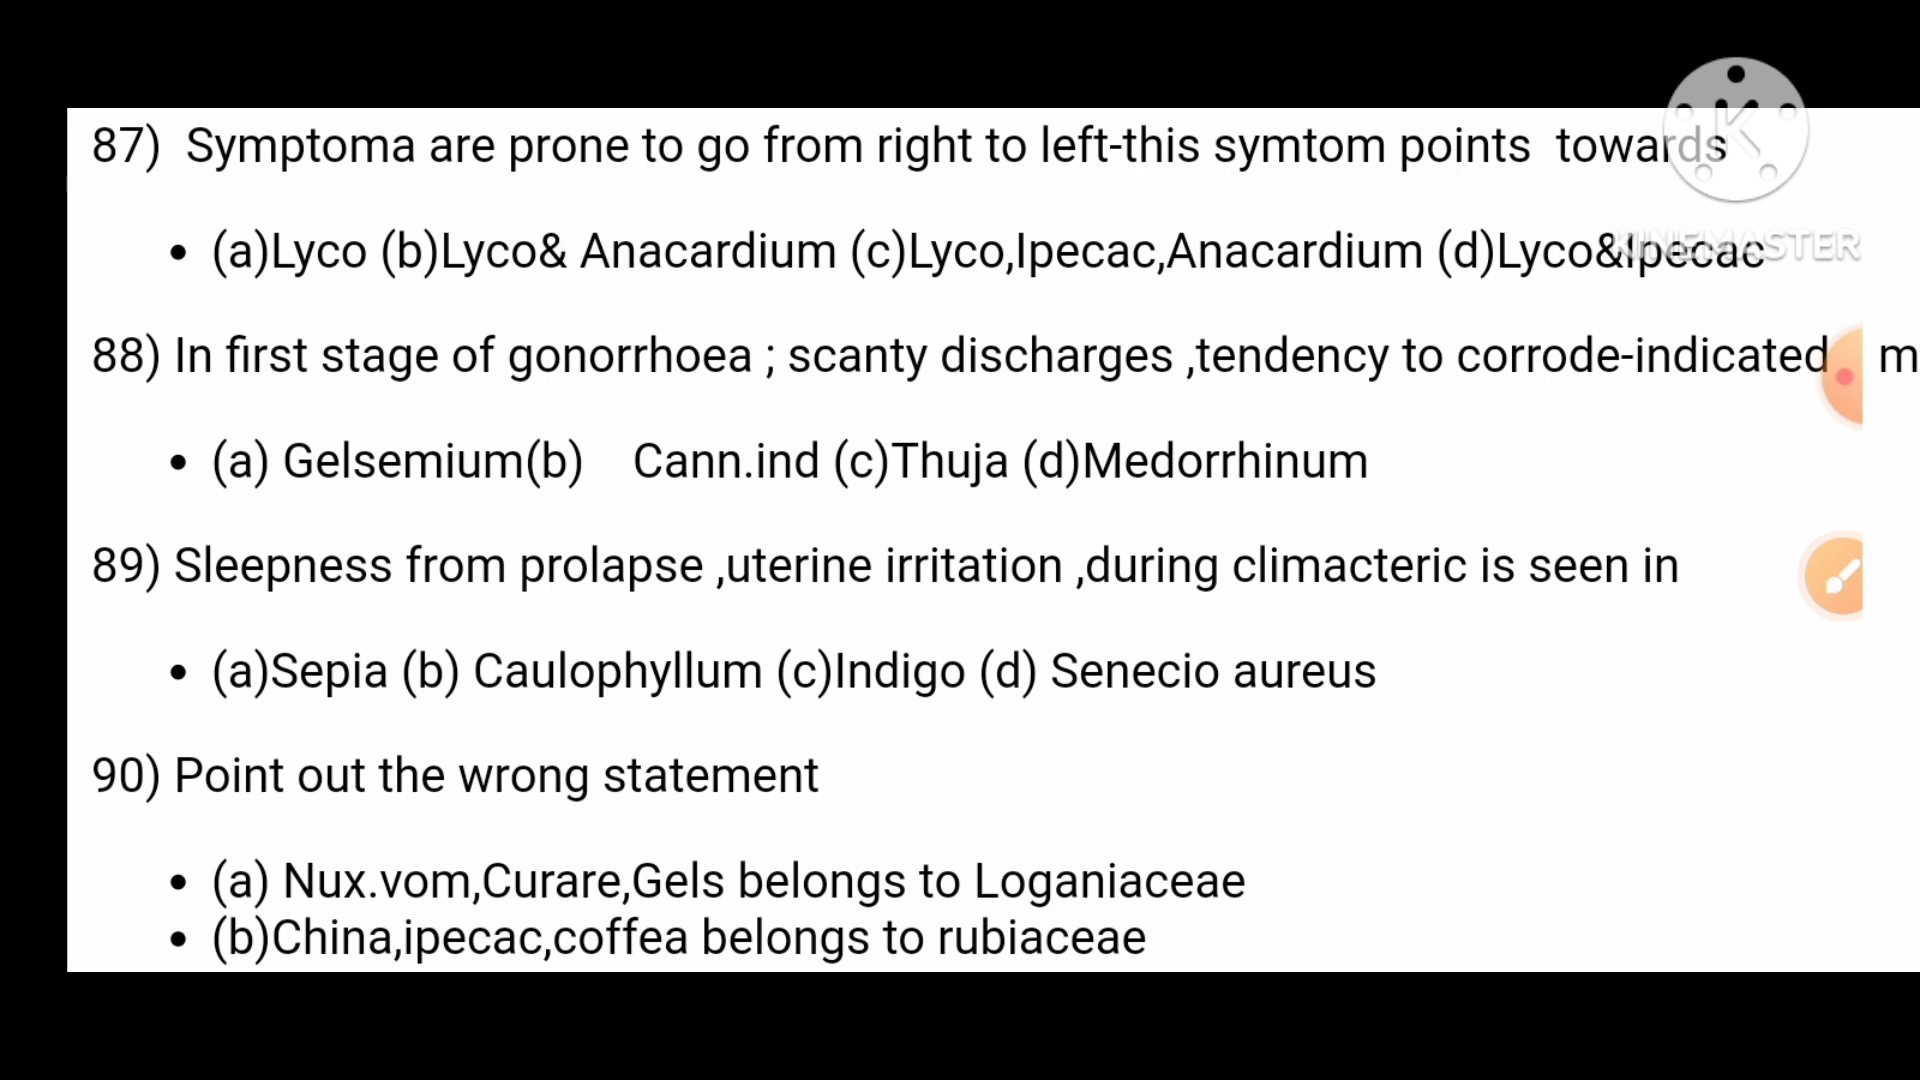 87) Symptoma are prone to go from right to left-this symtom points towards
• (a)Lyco (b)Lyco& Anacardium (c)Lyco,Ipecac,Anacardium (d)Lyco&Ipecac
KINEMASTER
88) In first stage of gonorrhoea ; scanty discharges ,tendency to corrode-indicated m
• (a) Gelsemium(b) Cann.ind (c)Thuja (d)Medorrhinum
89) Sleepness from prolapse ,uterine irritation ,during climacteric is seen in
• (a)Sepia (b) Caulophyllum (c)Indigo (d) Senecio aureus
90) Point out the wrong statement
• (a) Nux.vom,Curare,Gels belongs to Loganiaceae
• (b)China,ipecac,coffea belongs to rubiaceae